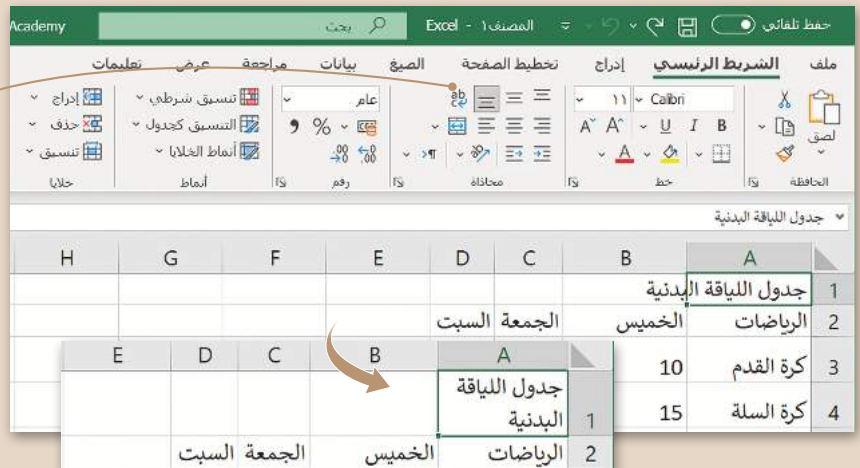 حفظ تلقائي المصنف١ - Excel بحث Academy
ملف الشريط الرئيسي إدراج تخطيط الصفحة الصيغ بيانات مراجعة عرض تعليمات
لصق Calibri ١١ عام تنسيق شرطي إدراج
B I U % التنسيق كجدول حذف
A أنماط الخلايا تنسيق
الحافظة خط محاذاة رقم أنماط خلايا
جدول اللياقة البدنية
A B C D E F G H
1 جدول اللياقة البدنية
2 الرياضات الخميس الجمعة السبت
3 كرة القدم 10
4 كرة السلة 15
A B C D E
1 جدول اللياقة
البدنية
2 الرياضات الخميس الجمعة السبت